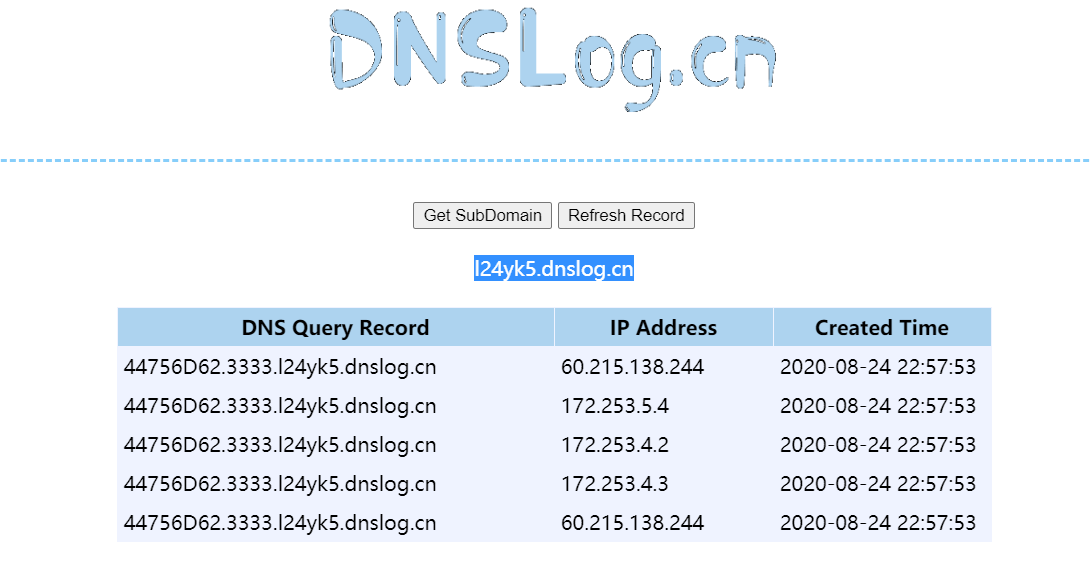 DNSLog.cn
Get SubDomain Refresh Record
l24yk5.dnslog.cn
DNS Query Record IP Address Created Time
44756D62.3333.l24yk5.dnslog.cn 60.215.138.244 2020-08-24 22:57:53
44756D62.3333.l24yk5.dnslog.cn 172.253.5.4 2020-08-24 22:57:53
44756D62.3333.l24yk5.dnslog.cn 172.253.4.2 2020-08-24 22:57:53
44756D62.3333.l24yk5.dnslog.cn 172.253.4.3 2020-08-24 22:57:53
44756D62.3333.l24yk5.dnslog.cn 60.215.138.244 2020-08-24 22:57:53